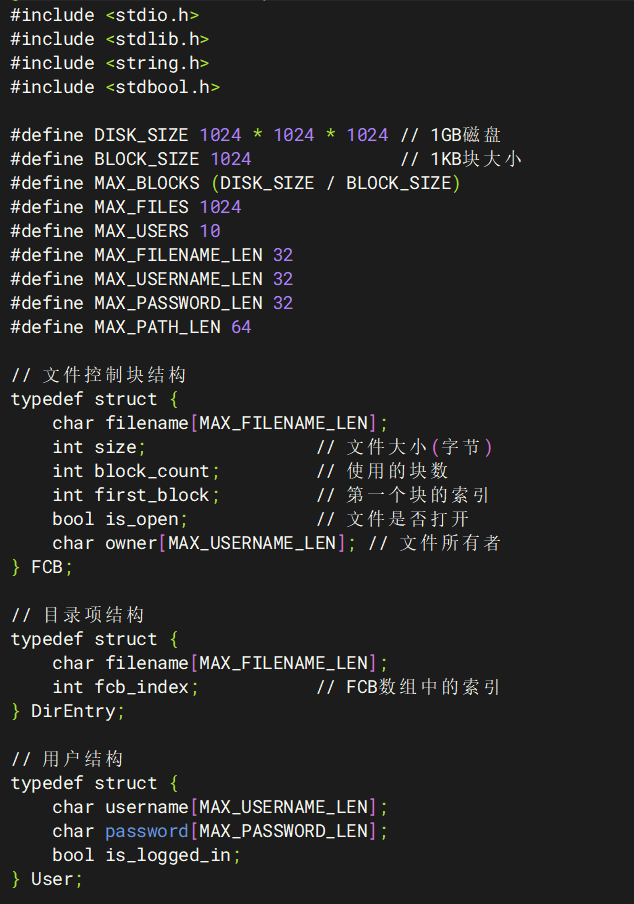 #include <stdio.h>
#include <stdlib.h>
#include <string.h>
#include <stdbool.h>

#define DISK_SIZE 1024 * 1024 * 1024 // 1GB磁盘
#define BLOCK_SIZE 1024              // 1KB块大小
#define MAX_BLOCKS (DISK_SIZE / BLOCK_SIZE)
#define MAX_FILES 1024
#define MAX_USERS 10
#define MAX_FILENAME_LEN 32
#define MAX_USERNAME_LEN 32
#define MAX_PASSWORD_LEN 32
#define MAX_PATH_LEN 64

// 文件控制块结构
typedef struct {
    char filename[MAX_FILENAME_LEN];
    int size;                // 文件大小(字节)
    int block_count;         // 使用的块数
    int first_block;         // 第一个块的索引
    bool is_open;            // 文件是否打开
    char owner[MAX_USERNAME_LEN]; // 文件所有者
} FCB;

// 目录项结构
typedef struct {
    char filename[MAX_FILENAME_LEN];
    int fcb_index;           // FCB数组中的索引
} DirEntry;

// 用户结构
typedef struct {
    char username[MAX_USERNAME_LEN];
    char password[MAX_PASSWORD_LEN];
    bool is_logged_in;
} User;